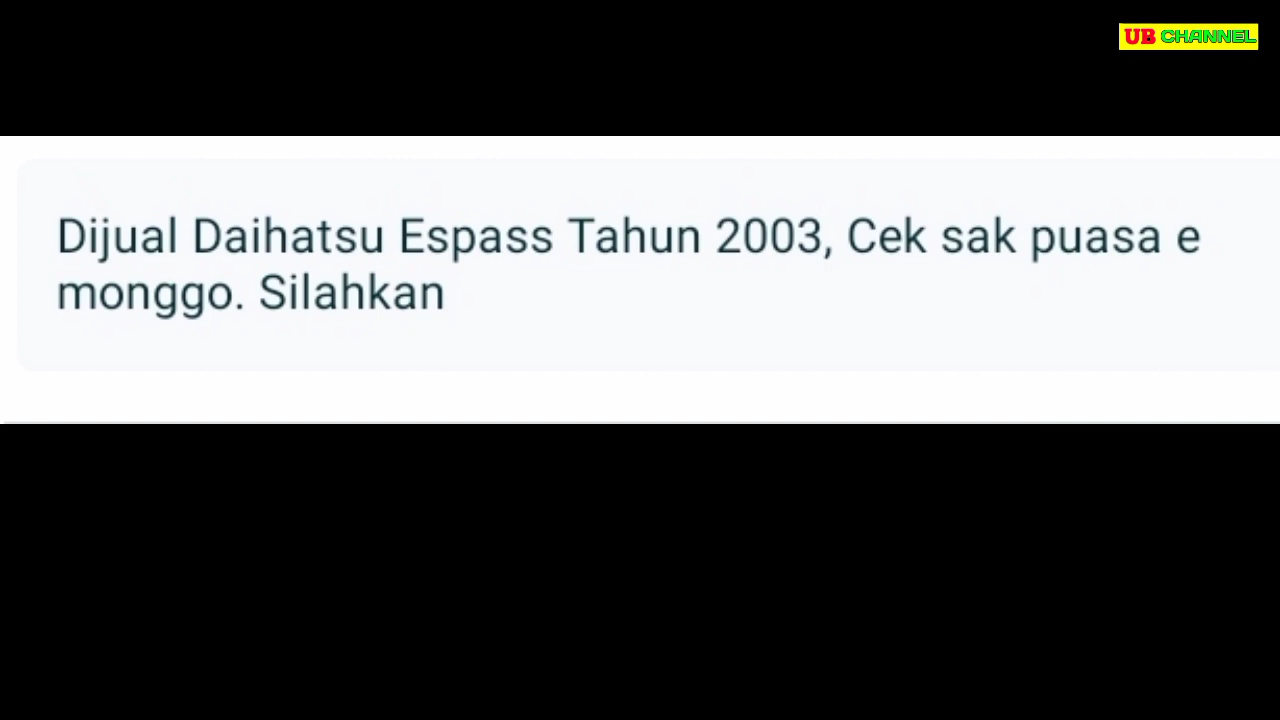 UB CHANNEL
Dijual Daihatsu Espass Tahun 2003, Cek sak puasa e
monggo. Silahkan